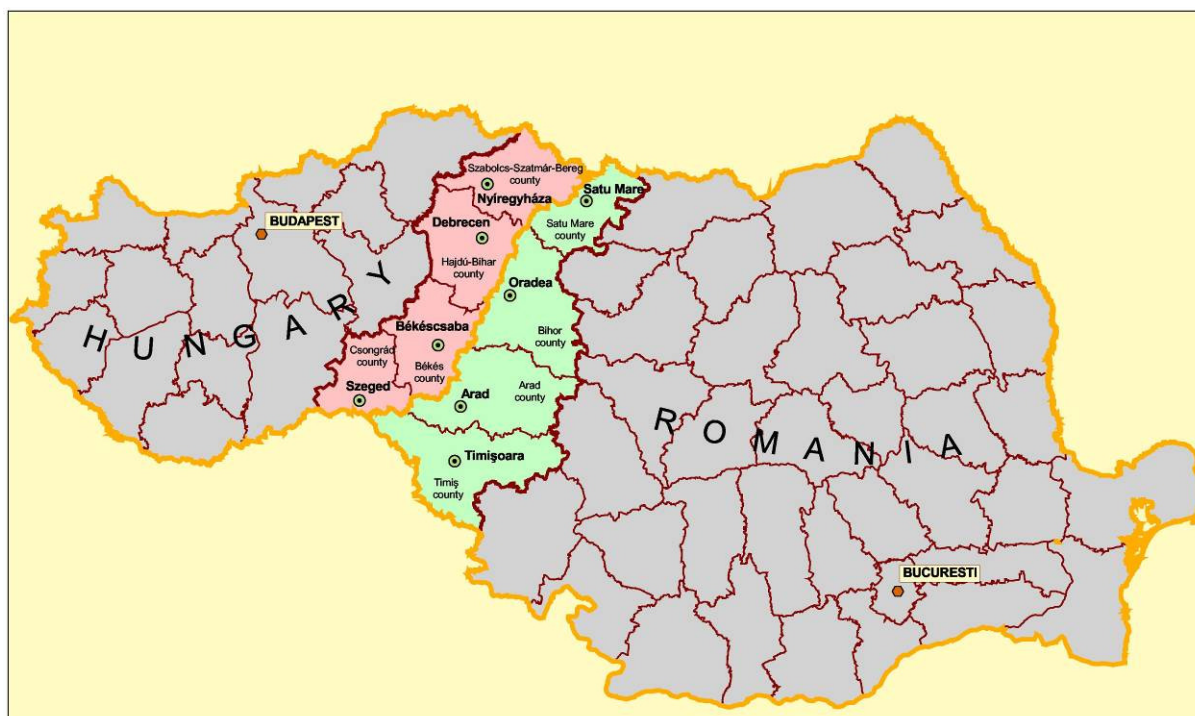 Szabolcs-Szatmár-Bereg
county
Nyíregyháza
Satu Mare
Satu Mare
county
BUDAPEST
Debrecen
Hajdú-Bihar
county
Oradea
Bihor
county
HUNGARY
Békéscsaba
Békés
county
Csongrád
county
Szeged
Arad
Arad
county
ROMANIA
Timişoara
Timiş
county
BUCURESTI